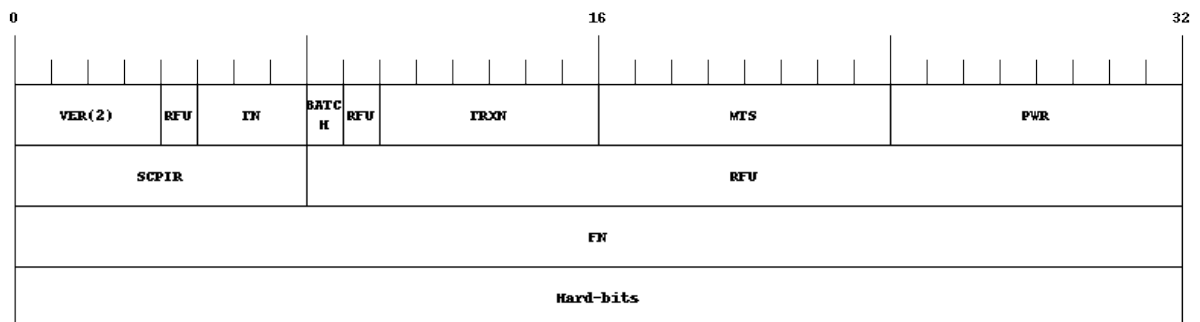 0 16 32
VER(2) RFU TN BATC RFU TRXN MTS PWR
H
SCPIR RFU
FN
Hard-bits